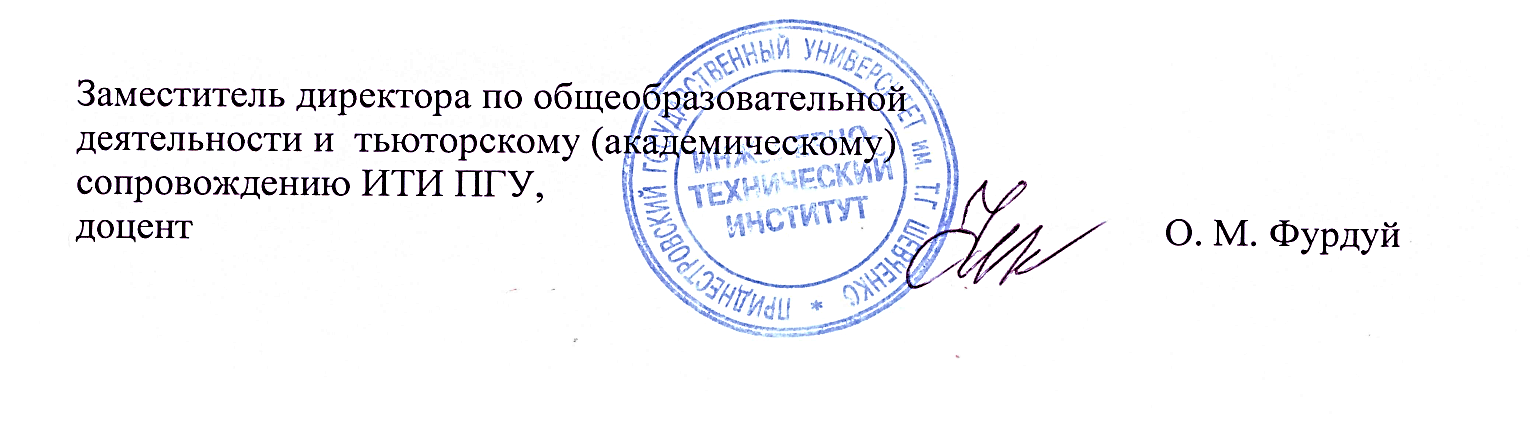 Заместитель директора по общеобразовательной
деятельности и тьюторскому (академическому)
сопровождению ИТИ ПГУ,
доцент
О. М. Фурдуй
ПРИДНЕСТРОВСКИЙ ГОСУДАРСТВЕННЫЙ УНИВЕРСИТЕТ им. Т.Г. ШЕВЧЕНКО *
ИНЖЕНЕРНО-
ТЕХНИЧЕСКИЙ
ИНСТИТУТ